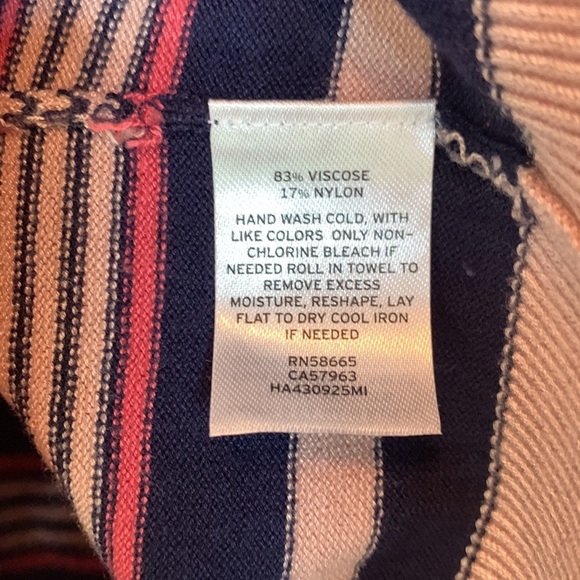 83% VISCOSE
17% NYLON
HAND WASH COLD, WITH
LIKE COLORS ONLY NON-
CHLORINE BLEACH IF
NEEDED ROLL IN TOWEL TO
REMOVE EXCESS
MOISTURE, RESHAPE, LAY
FLAT TO DRY COOL IRON
IF NEEDED
RN58665
CA57963
HA430925MI